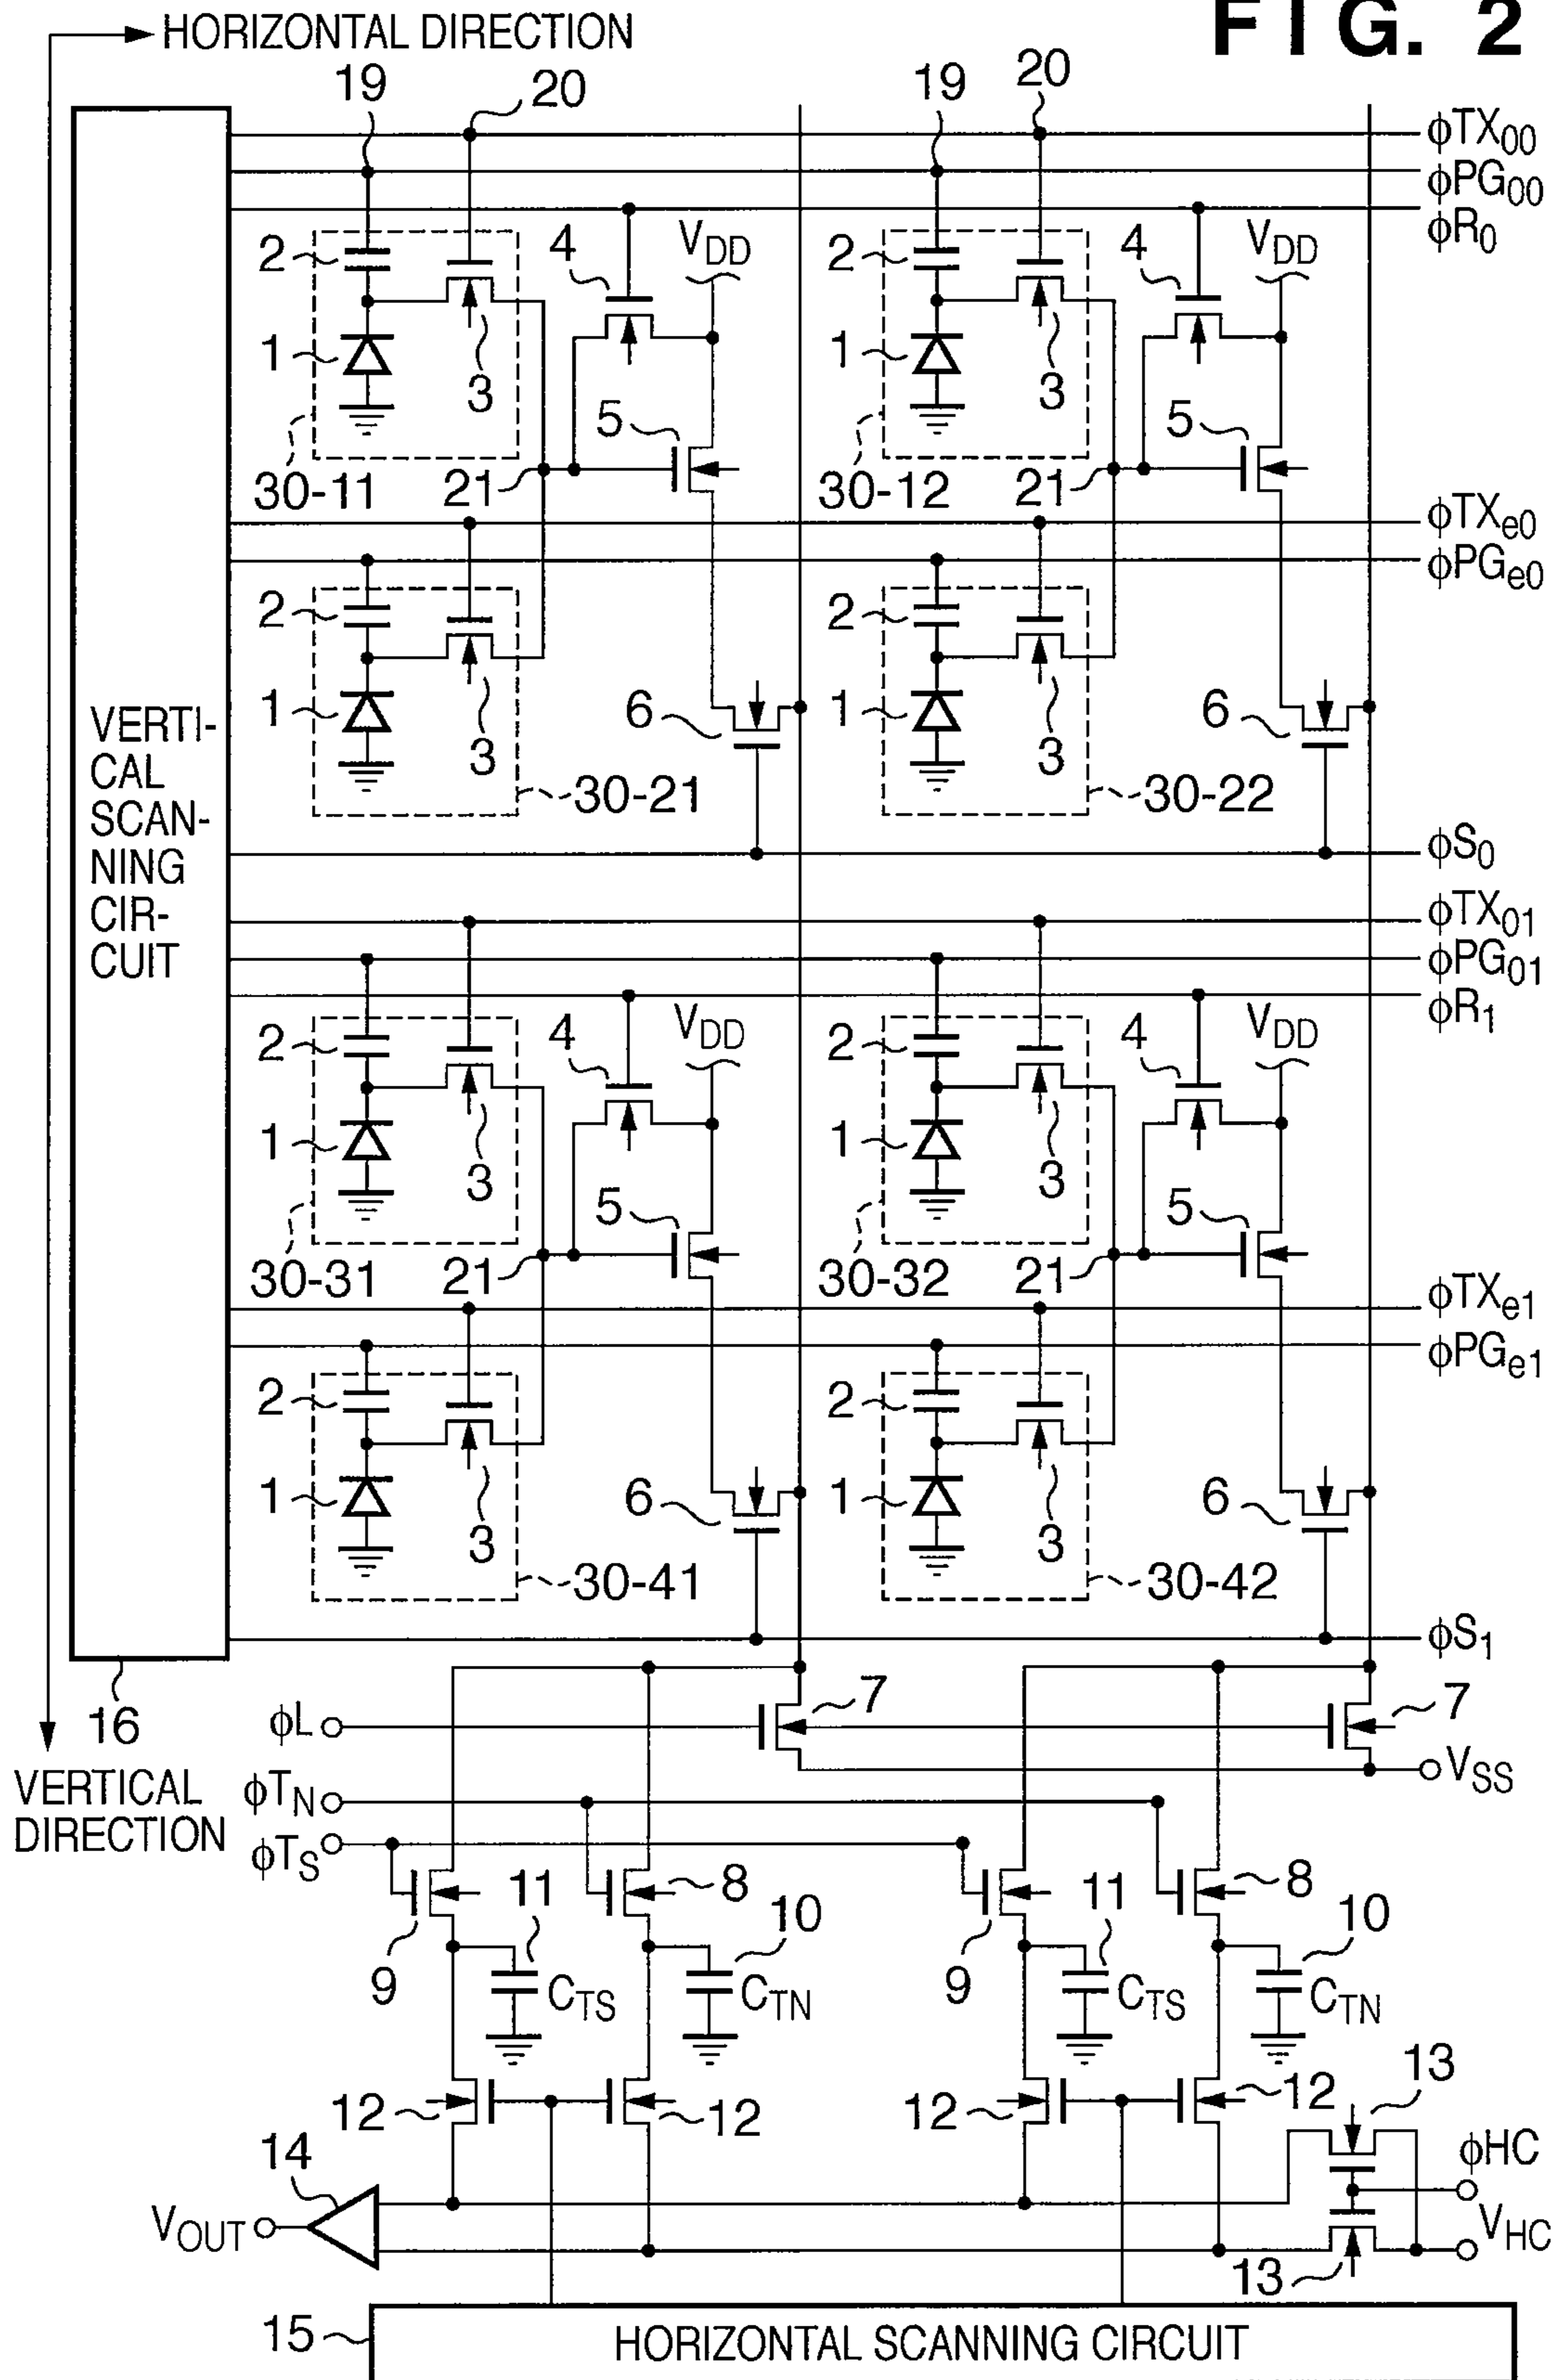 FIG. 2
HORIZONTAL DIRECTION
19 20 19 20
ϕTX00
ϕPG00
ϕR0
2 4 VDD 2 4 VDD
1 3 1 3
5 5
30-11 21 30-12 21
ϕTXe0
ϕPGe0
2 2
1 3 6 1 3 6
30-21 30-22
ϕS0
VERTI-
CAL
SCAN-
NING
CIR-
CUIT
ϕTX01
ϕPG01
ϕR1
2 4 VDD 2 4 VDD
1 3 1 3
5 5
30-31 21 30-32 21
ϕTXe1
ϕPGe1
2 2
1 3 6 1 3 6
30-41 30-42
ϕS1
16
ϕL 7 7
VSS
VERTICAL
DIRECTION
ϕTN
ϕTS
9 11 8 9 11 8
10 10
CTS CTN CTS CTN
12 12 12 12 13
14
ϕHC
VOUT VHC
13
15 HORIZONTAL SCANNING CIRCUIT